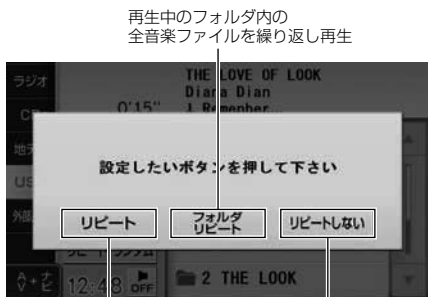 再生中のフォルダ内の
全音楽ファイルを繰り返し再生
ラジオ
THE LOVE OF LOOK
Diana Dian
0'15"
I Remember...
CD
US
設定したいボタンを押して下さい
リピート
フォルダ
リピート
リピートしない
12:48
OFF
2 THE LOOK